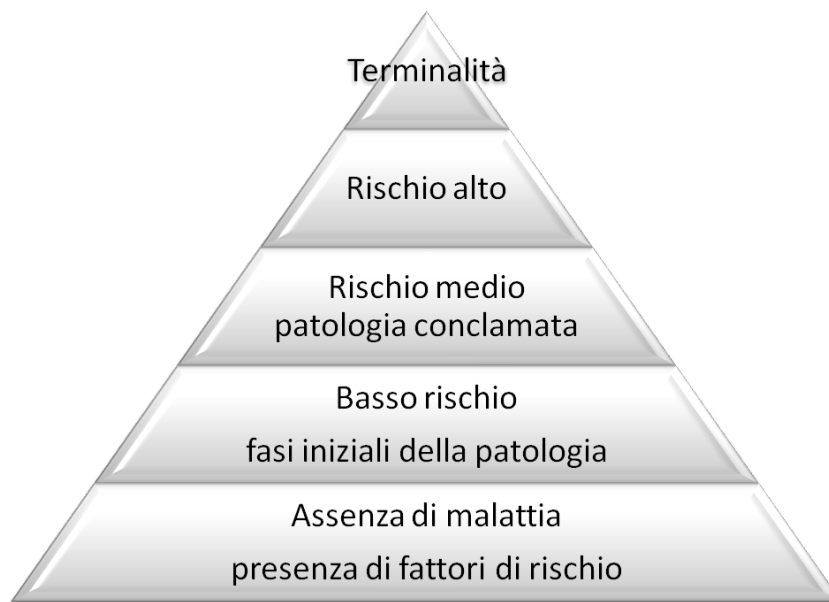 Terminalità
Rischio alto
Rischio medio
patologia conclamata
Basso rischio
fasi iniziali della patologia
Assenza di malattia
presenza di fattori di rischio